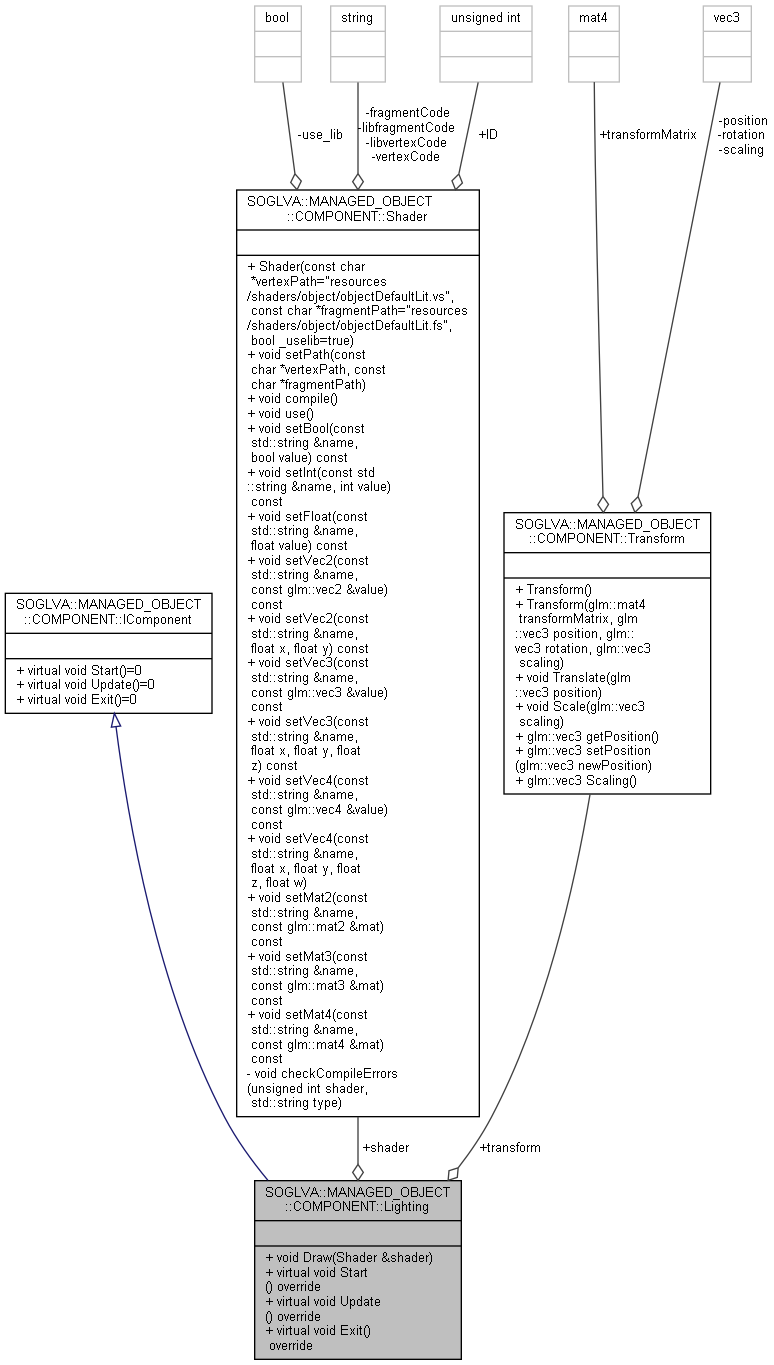 bool
string
unsigned int
mat4
vec3
-use_lib
-fragmentCode
-libfragmentCode
-libvertexCode
-vertexCode
+ID
+transformMatrix
-position
-rotation
-scaling
SOGLVA::MANAGED_OBJECT
::COMPONENT::Shader
+ Shader(const char
*vertexPath="resources
/shaders/object/objectDefaultLit.vs",
const char *fragmentPath="resources
/shaders/object/objectDefaultLit.fs",
bool _uselib=true)
+ void setPath(const
char *vertexPath, const
char *fragmentPath)
+ void compile()
+ void use()
+ void setBool(const
std::string &name,
bool value) const
+ void setInt(const std
::string &name, int value)
const
+ void setFloat(const
std::string &name,
float value) const
+ void setVec2(const
std::string &name,
const glm::vec2 &value)
const
+ void setVec2(const
std::string &name,
float x, float y) const
+ void setVec3(const
std::string &name,
const glm::vec3 &value)
const
+ void setVec3(const
std::string &name,
float x, float y, float
z) const
+ void setVec4(const
std::string &name,
const glm::vec4 &value)
const
+ void setVec4(const
std::string &name,
float x, float y, float
z, float w)
+ void setMat2(const
std::string &name,
const glm::mat2 &mat)
const
+ void setMat3(const
std::string &name,
const glm::mat3 &mat)
const
+ void setMat4(const
std::string &name,
const glm::mat4 &mat)
const
- void checkCompileErrors
(unsigned int shader,
std::string type)
SOGLVA::MANAGED_OBJECT
::COMPONENT::Transform
+ Transform()
+ Transform(glm::mat4
transformMatrix, glm
::vec3 position, glm::
vec3 rotation, glm::vec3
scaling)
+ void Translate(glm
::vec3 position)
+ void Scale(glm::vec3
scaling)
+ glm::vec3 getPosition()
+ glm::vec3 setPosition
(glm::vec3 newPosition)
+ glm::vec3 Scaling()
SOGLVA::MANAGED_OBJECT
::COMPONENT::IComponent
+ virtual void Start()=0
+ virtual void Update()=0
+ virtual void Exit()=0
+shader
+transform
SOGLVA::MANAGED_OBJECT
::COMPONENT::Lighting
+ void Draw(Shader &shader)
+ virtual void Start
() override
+ virtual void Update
() override
+ virtual void Exit()
override